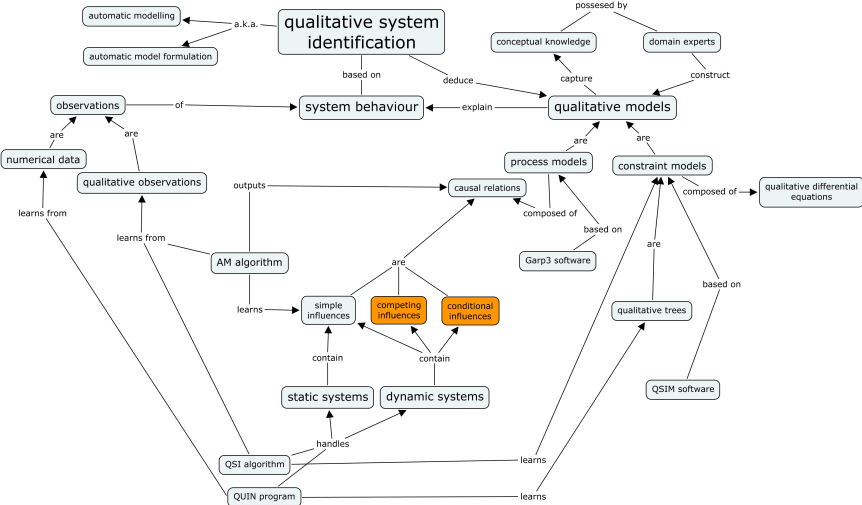 possesed by
automatic modelling
qualitative system
identification
a.k.a.
conceptual knowledge
domain experts
automatic model formulation
based on
deduce
capture
construct
observations
of
system behaviour
explain
qualitative models
are
are
are
are
numerical data
process models
constraint models
qualitative observations
outputs
causal relations
composed of
qualitative differential
equations
learns from
composed of
learns from
based on
are
AM algorithm
are
Garp3 software
based on
learns
simple
influences
competing
influences
conditional
influences
qualitative trees
contain
contain
static systems
dynamic systems
QSIM software
handles
QSI algorithm
learns
QUIN program
learns